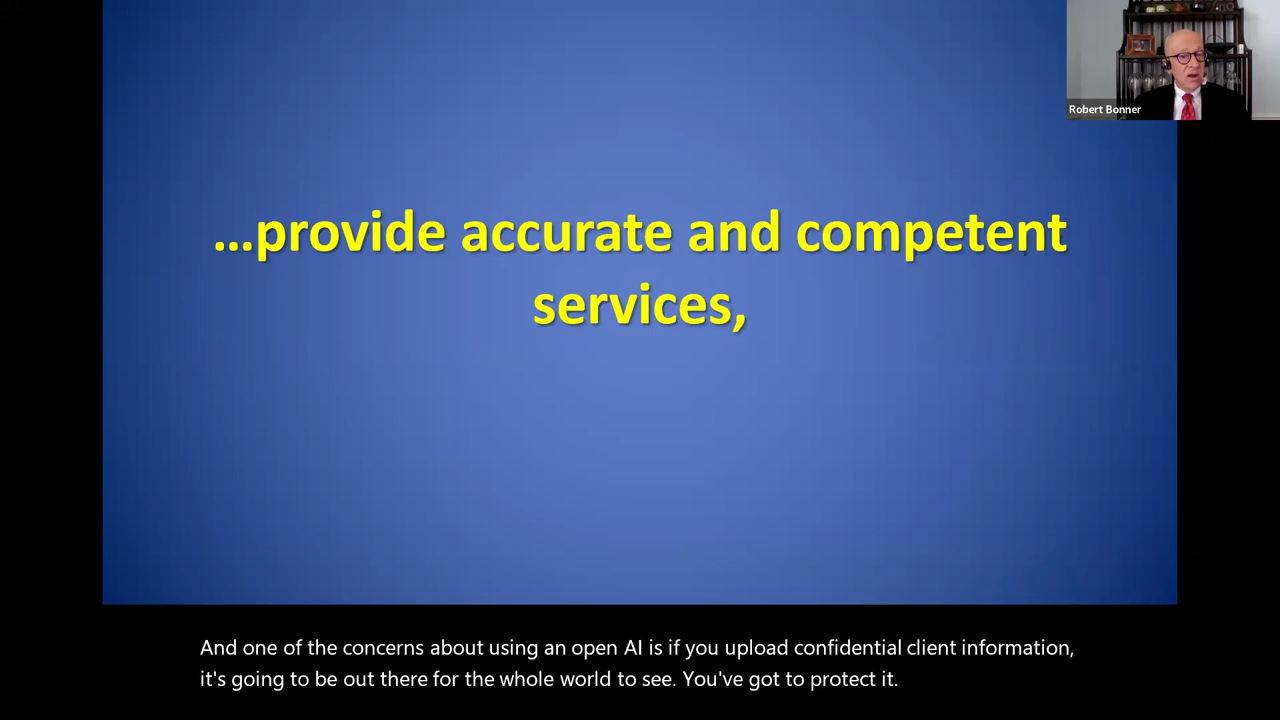 Robert Bonner
...provide accurate and competent
services,
And one of the concerns about using an open AI is if you upload confidential client information,
it's going to be out there for the whole world to see. You've got to protect it.